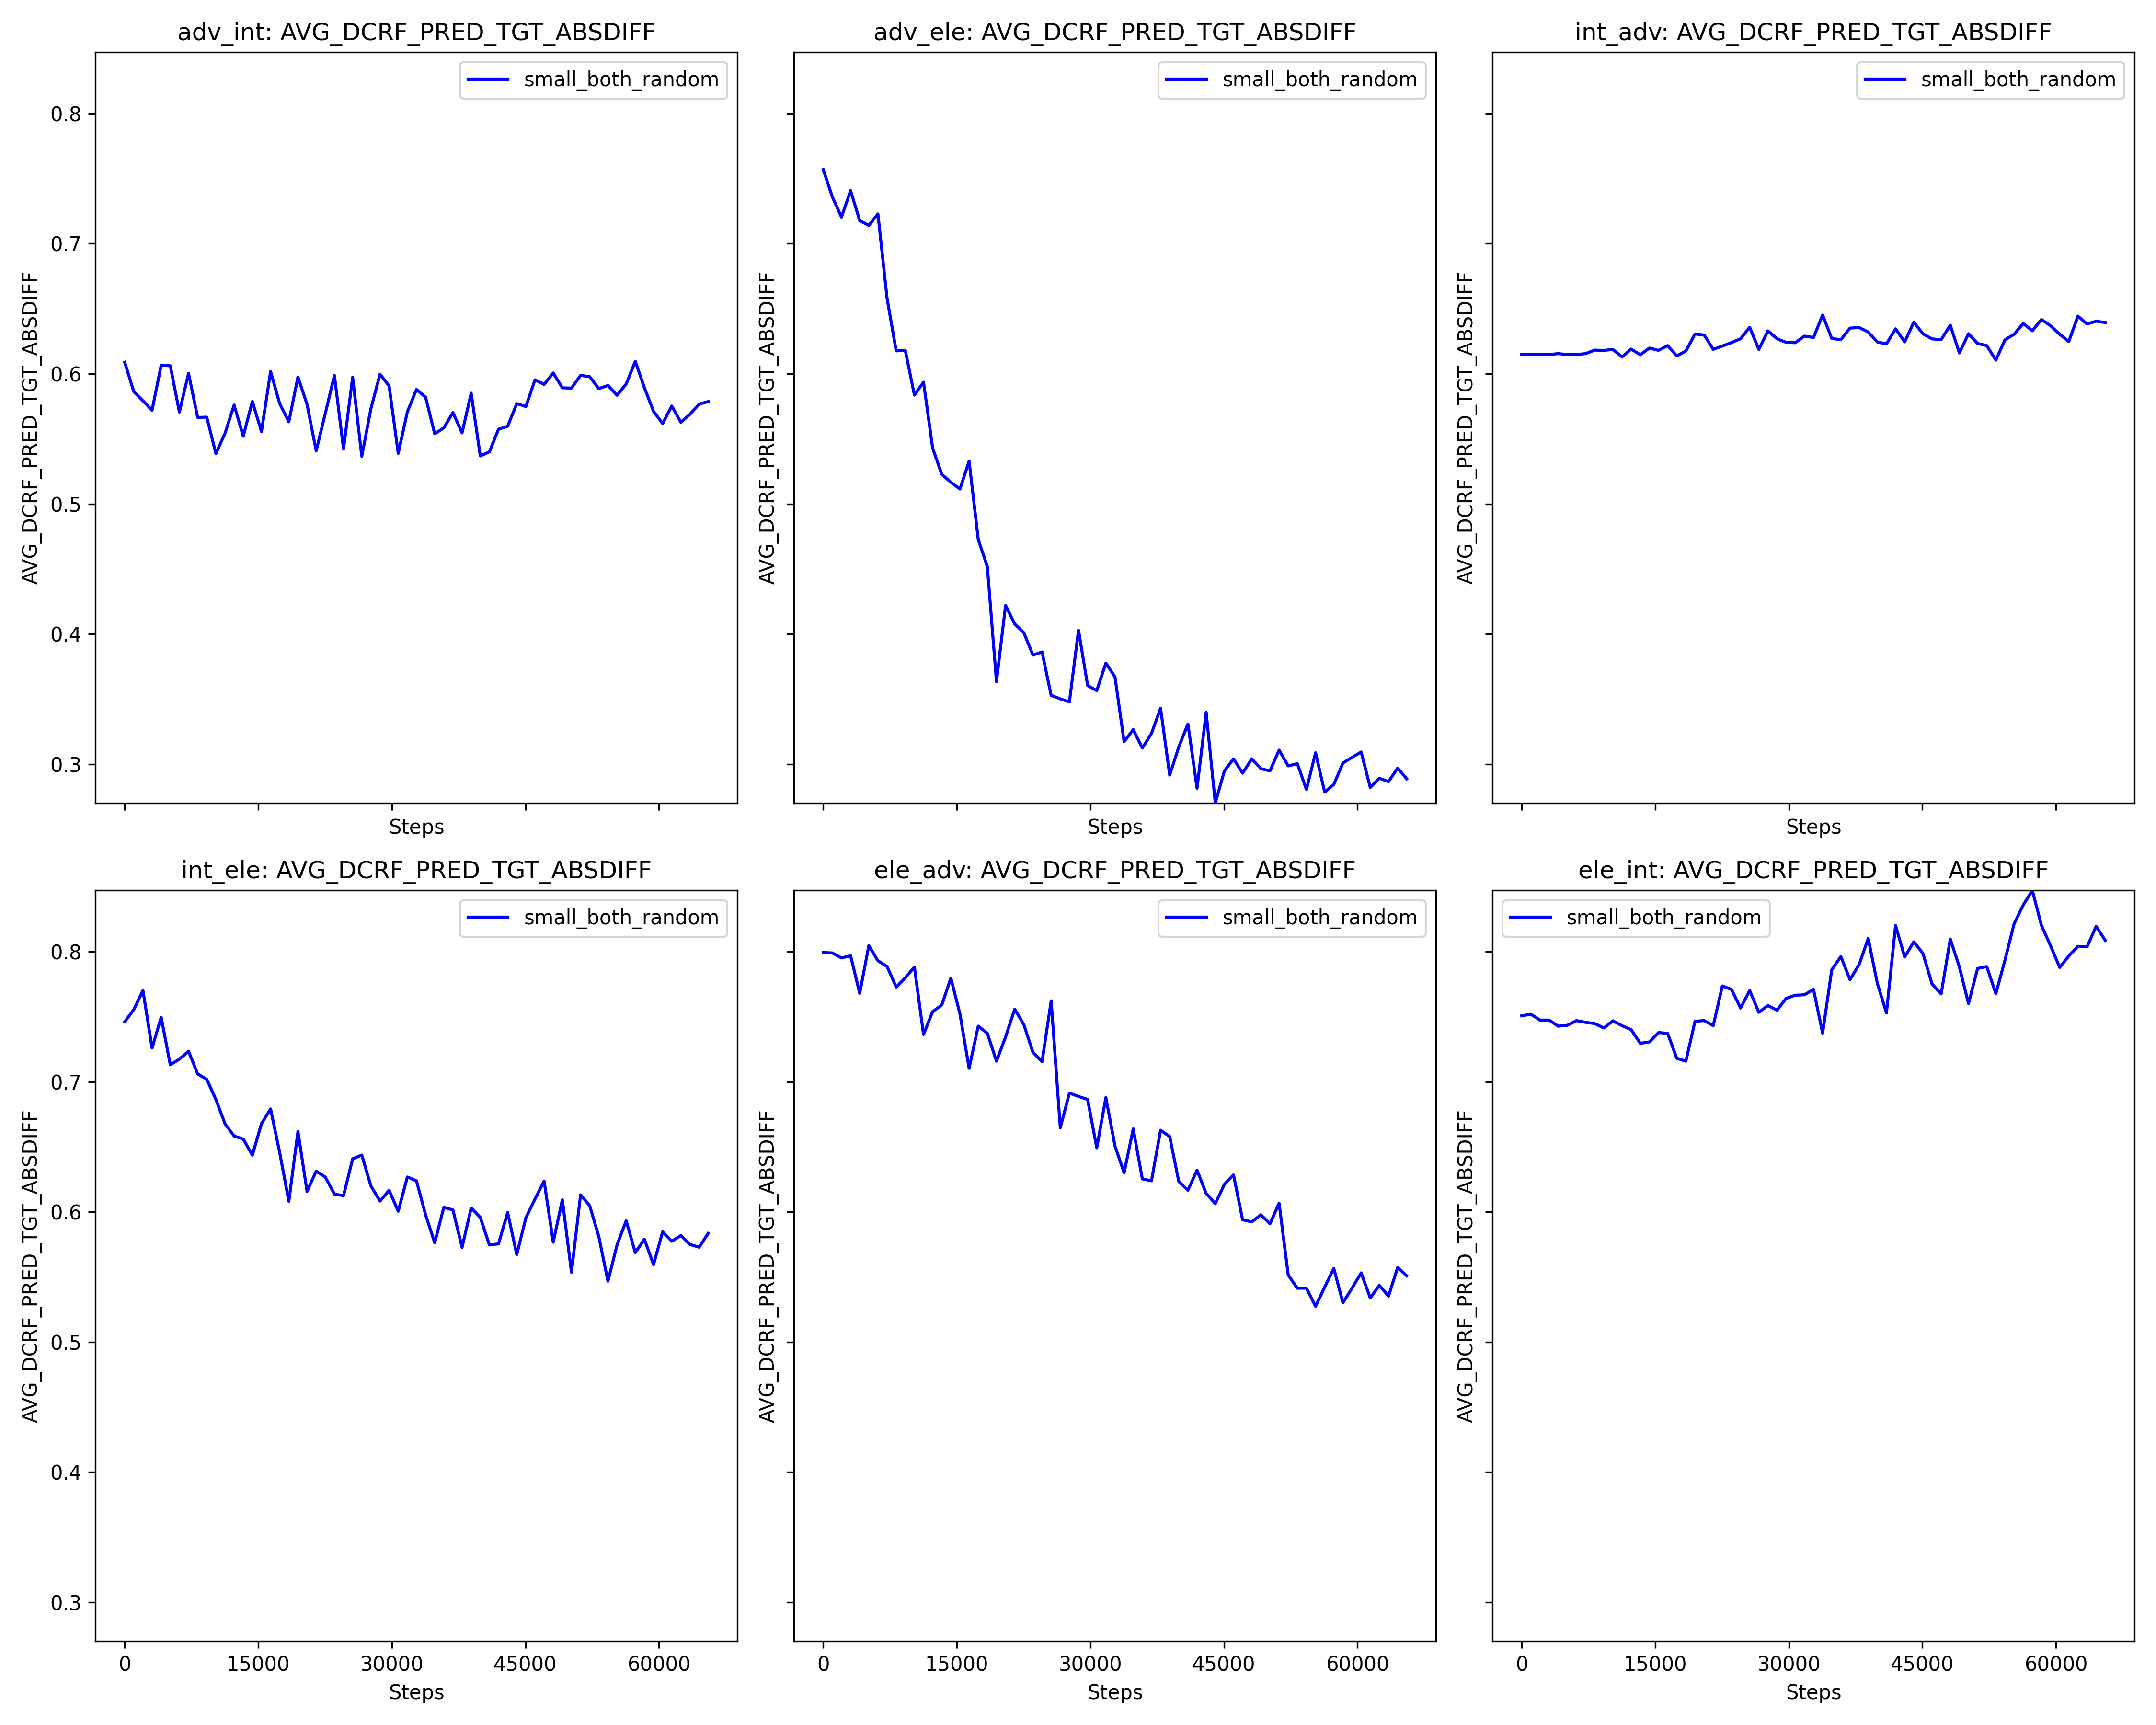 adv_int: AVG_DCRF_PRED_TGT_ABSDIFF
adv_ele: AVG_DCRF_PRED_TGT_ABSDIFF
int_adv: AVG_DCRF_PRED_TGT_ABSDIFF
small_both_random
small_both_random
small_both_random
AVG_DCRF_PRED_TGT_ABSDIFF
0.8
0.7
0.6
0.5
0.4
0.3
AVG_DCRF_PRED_TGT_ABSDIFF
AVG_DCRF_PRED_TGT_ABSDIFF
Steps
Steps
Steps
int_ele: AVG_DCRF_PRED_TGT_ABSDIFF
ele_adv: AVG_DCRF_PRED_TGT_ABSDIFF
ele_int: AVG_DCRF_PRED_TGT_ABSDIFF
small_both_random
small_both_random
small_both_random
AVG_DCRF_PRED_TGT_ABSDIFF
0.8
0.7
0.6
0.5
0.4
0.3
AVG_DCRF_PRED_TGT_ABSDIFF
AVG_DCRF_PRED_TGT_ABSDIFF
0 15000 30000 45000 60000
0 15000 30000 45000 60000
0 15000 30000 45000 60000
Steps
Steps
Steps